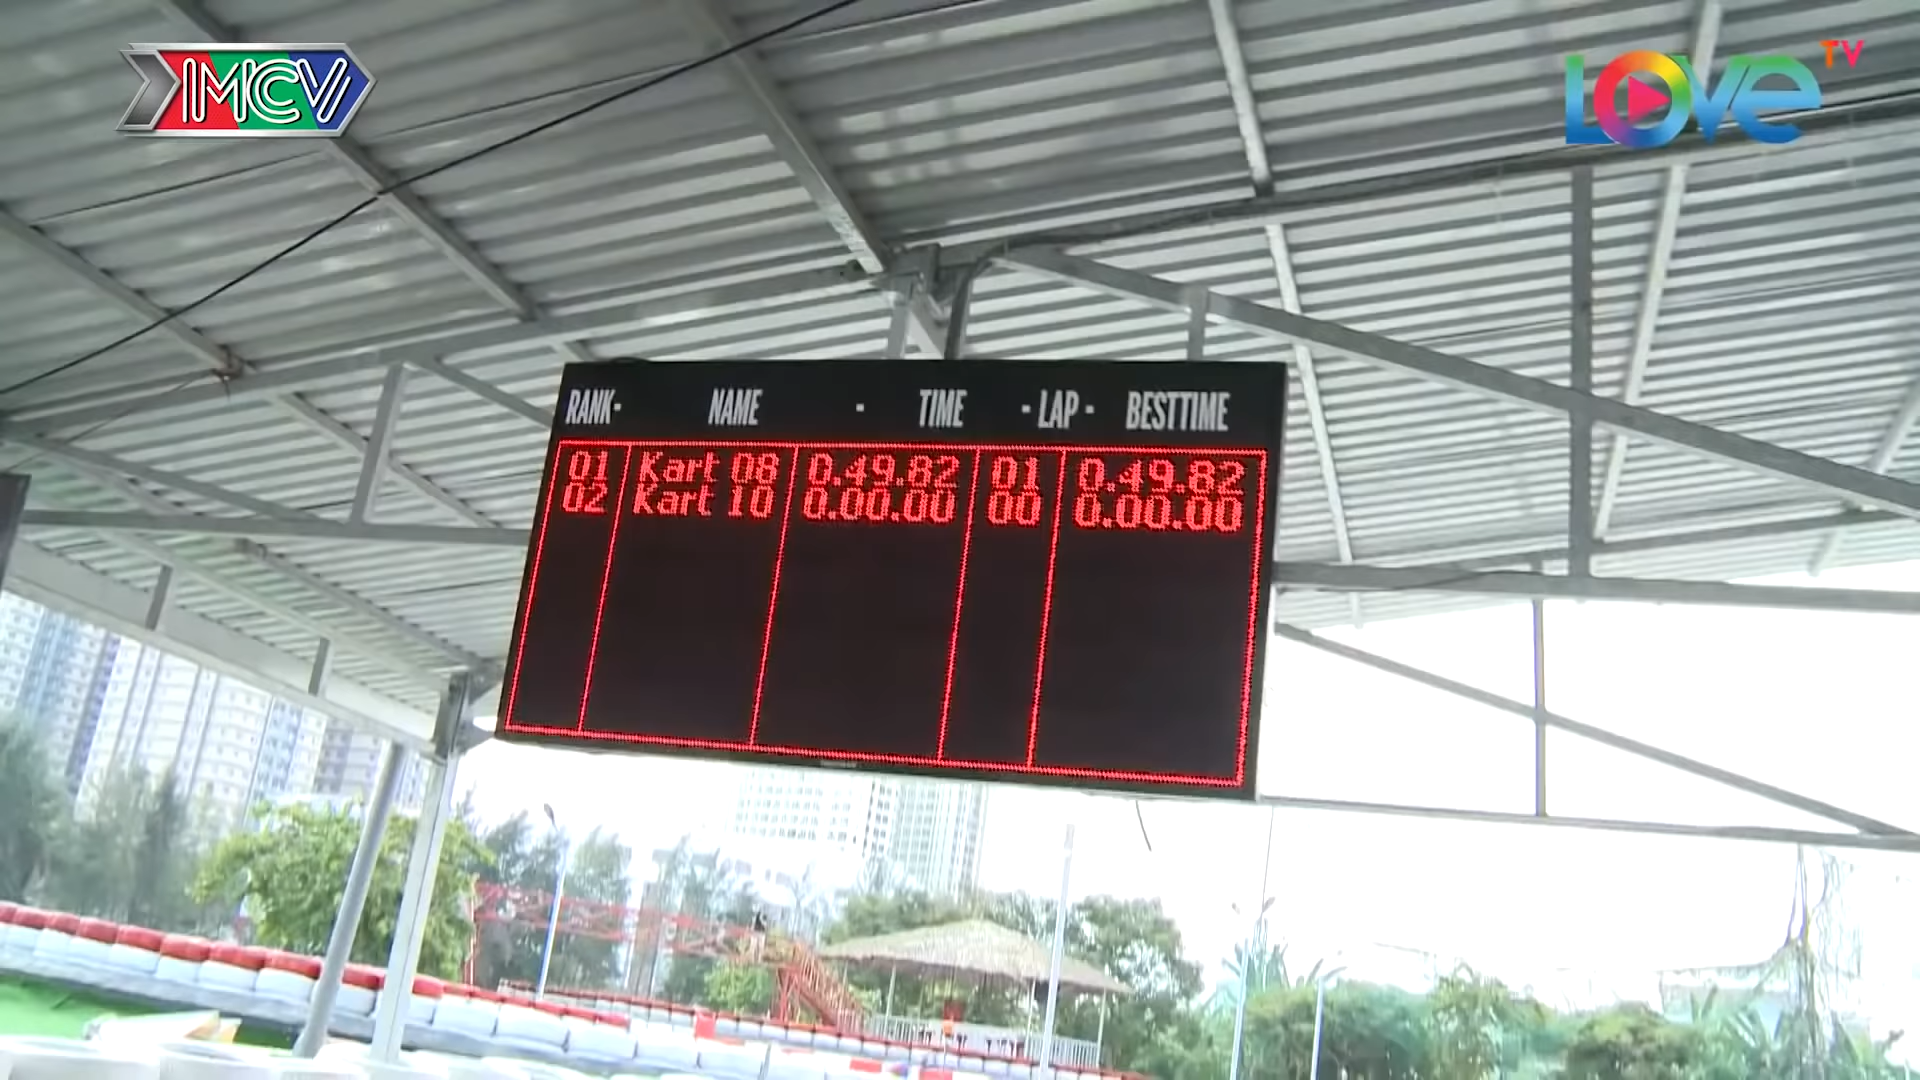 MCV
LOVE TV
RANK- NAME - TIME - LAP - BESTTIME
01 Kart 08 0.49.82 01 0.49.82
02 Kart 10 0.00.00 00 0.00.00